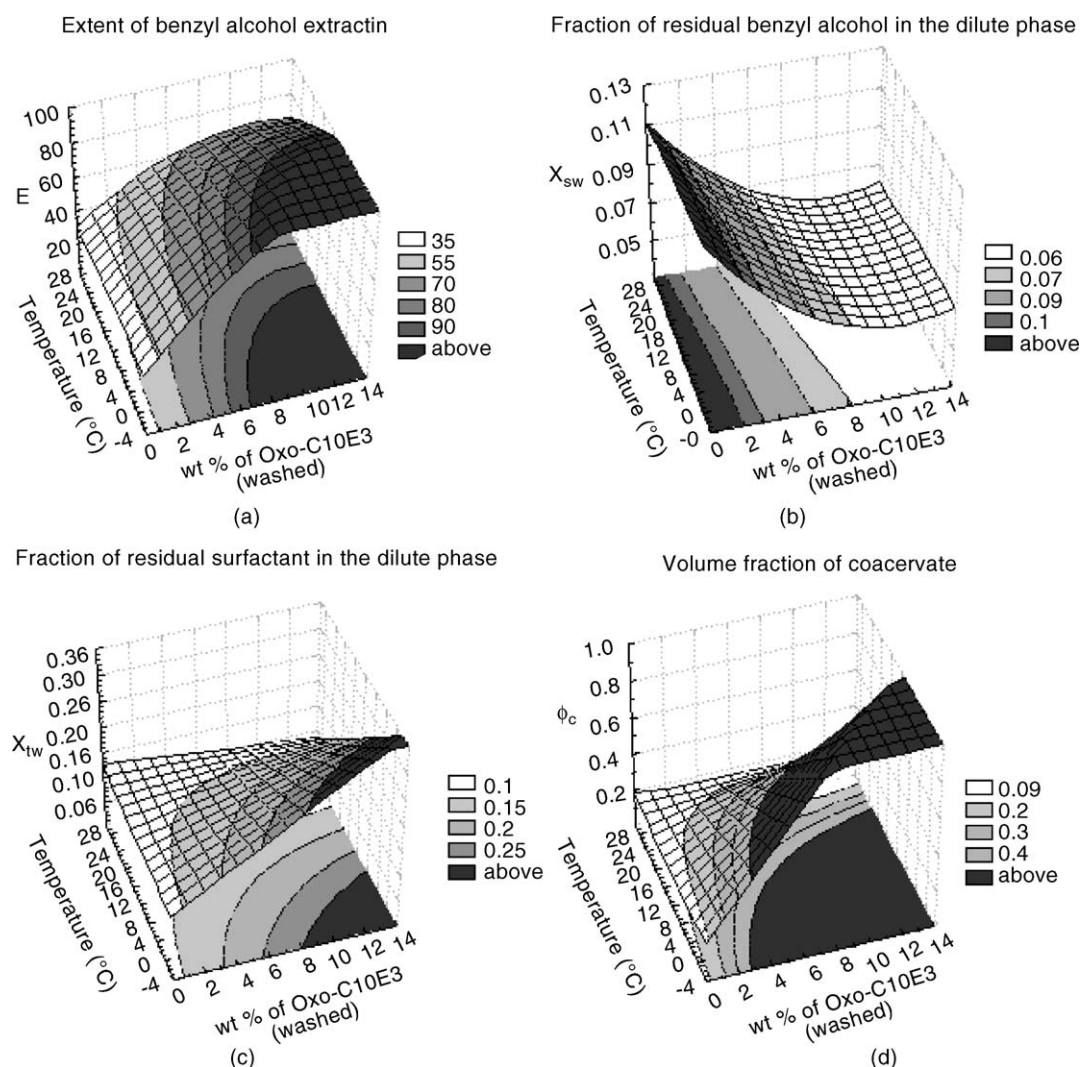 Extent of benzyl alcohol extractin
100
80
60
E
40
20
28
24
20
16
12
8
4
0
-4
Temperature (°C)
0 2 4 6 8 10 12 14
wt % of Oxo-C10E3
(washed)
35
55
70
80
90
above
(a)
Fraction of residual benzyl alcohol in the dilute phase
0.13
0.11
Xsw
0.09
0.07
0.05
28
24
20
18
12
8
4
0
-0
Temperature (°C)
0 2 4 6 8 10 12 14
wt % of Oxo-C10E3
(washed)
0.06
0.07
0.09
0.1
above
(b)
Fraction of residual surfactant in the dilute phase
0.36
0.30
0.26
0.20
Xtw
0.16
0.10
0.06
28
24
20
16
12
8
4
0
-4
Temperature (°C)
0 2 4 6 8 10 12 14
wt % of Oxo-C10E3
(washed)
0.1
0.15
0.2
0.25
above
(c)
Volume fraction of coacervate
1.0
0.8
ϕc
0.6
0.4
0.2
28
24
20
16
12
8
4
0
-4
Temperature (°C)
0 2 4 6 8 10 12 14
wt % of Oxo-C10E3
(washed)
0.09
0.2
0.3
0.4
above
(d)